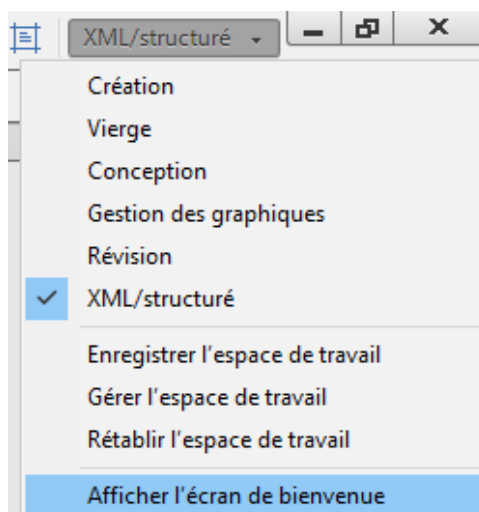 XML/structuré
Création
Vierge
Conception
Gestion des graphiques
Révision
XML/structuré
Enregistrer l'espace de travail
Gérer l'espace de travail
Rétablir l'espace de travail
Afficher l'écran de bienvenue